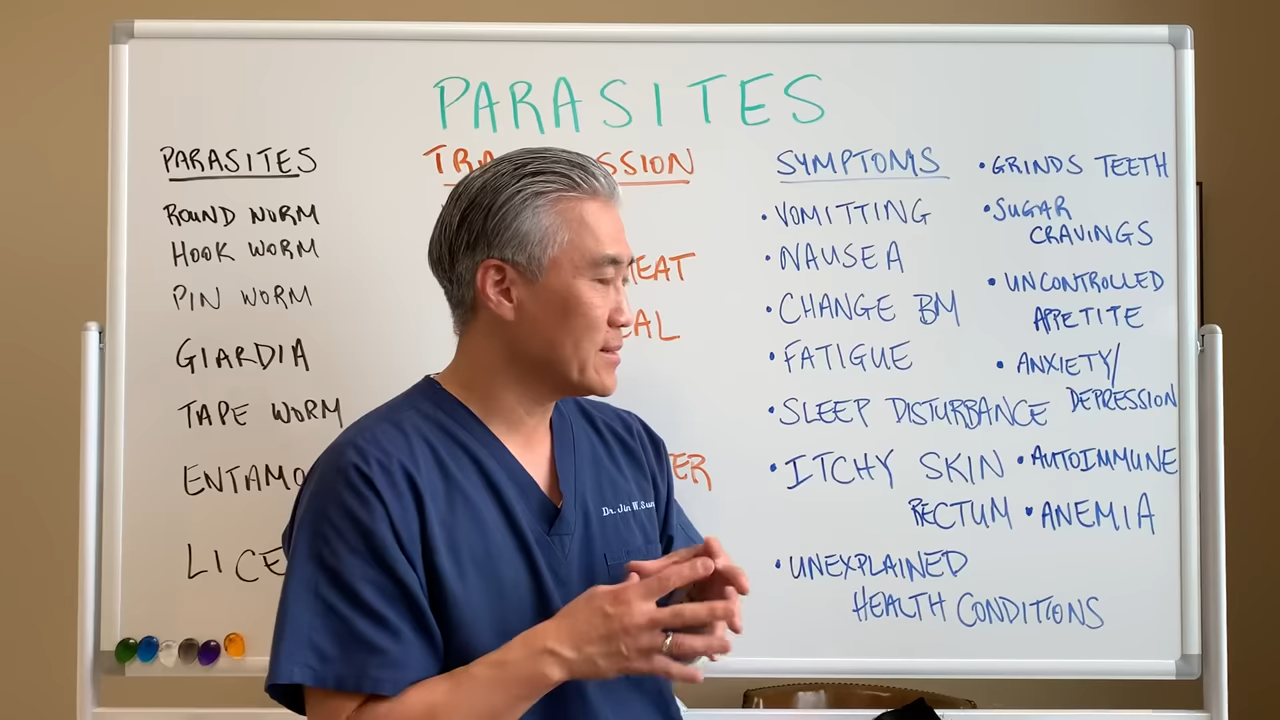 PARASITES
PARASITES
ROUND WORM
HOOK WORM
PIN WORM
GIARDIA
TAPE WORM
LICE
SYMPTOMS
• VOMITTING
• NAUSEA
• CHANGE BM
• FATIGUE
• SLEEP DISTURBANCE
• ITCHY SKIN
RECTUM
• UNEXPLAINED
HEALTH CONDITIONS
• GRINDS TEETH
• SUGAR
CRAVINGS
• UNCONTROLLED
APPETITE
• ANXIETY/
DEPRESSION
• AUTOIMMUNE
• ANEMIA
Dr. Jin W. Sung